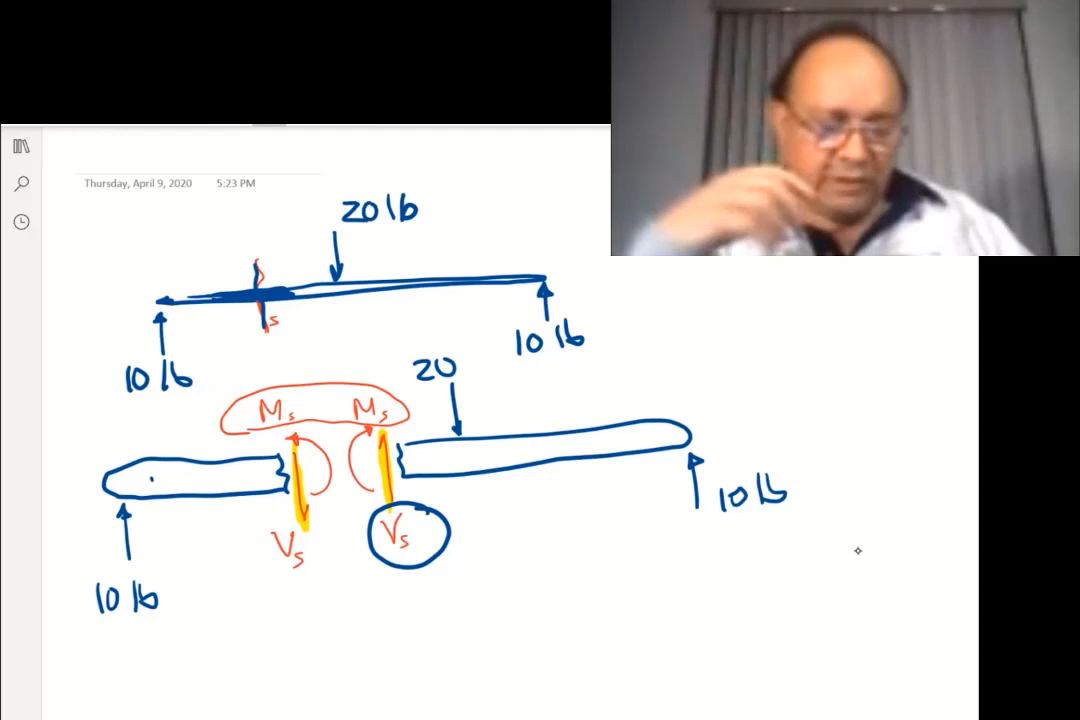 Thursday, April 9, 2020 5:23 PM
20 lb
s
10 lb
10 lb
20
Ms Ms
10 lb
Vs
Vs
10 lb